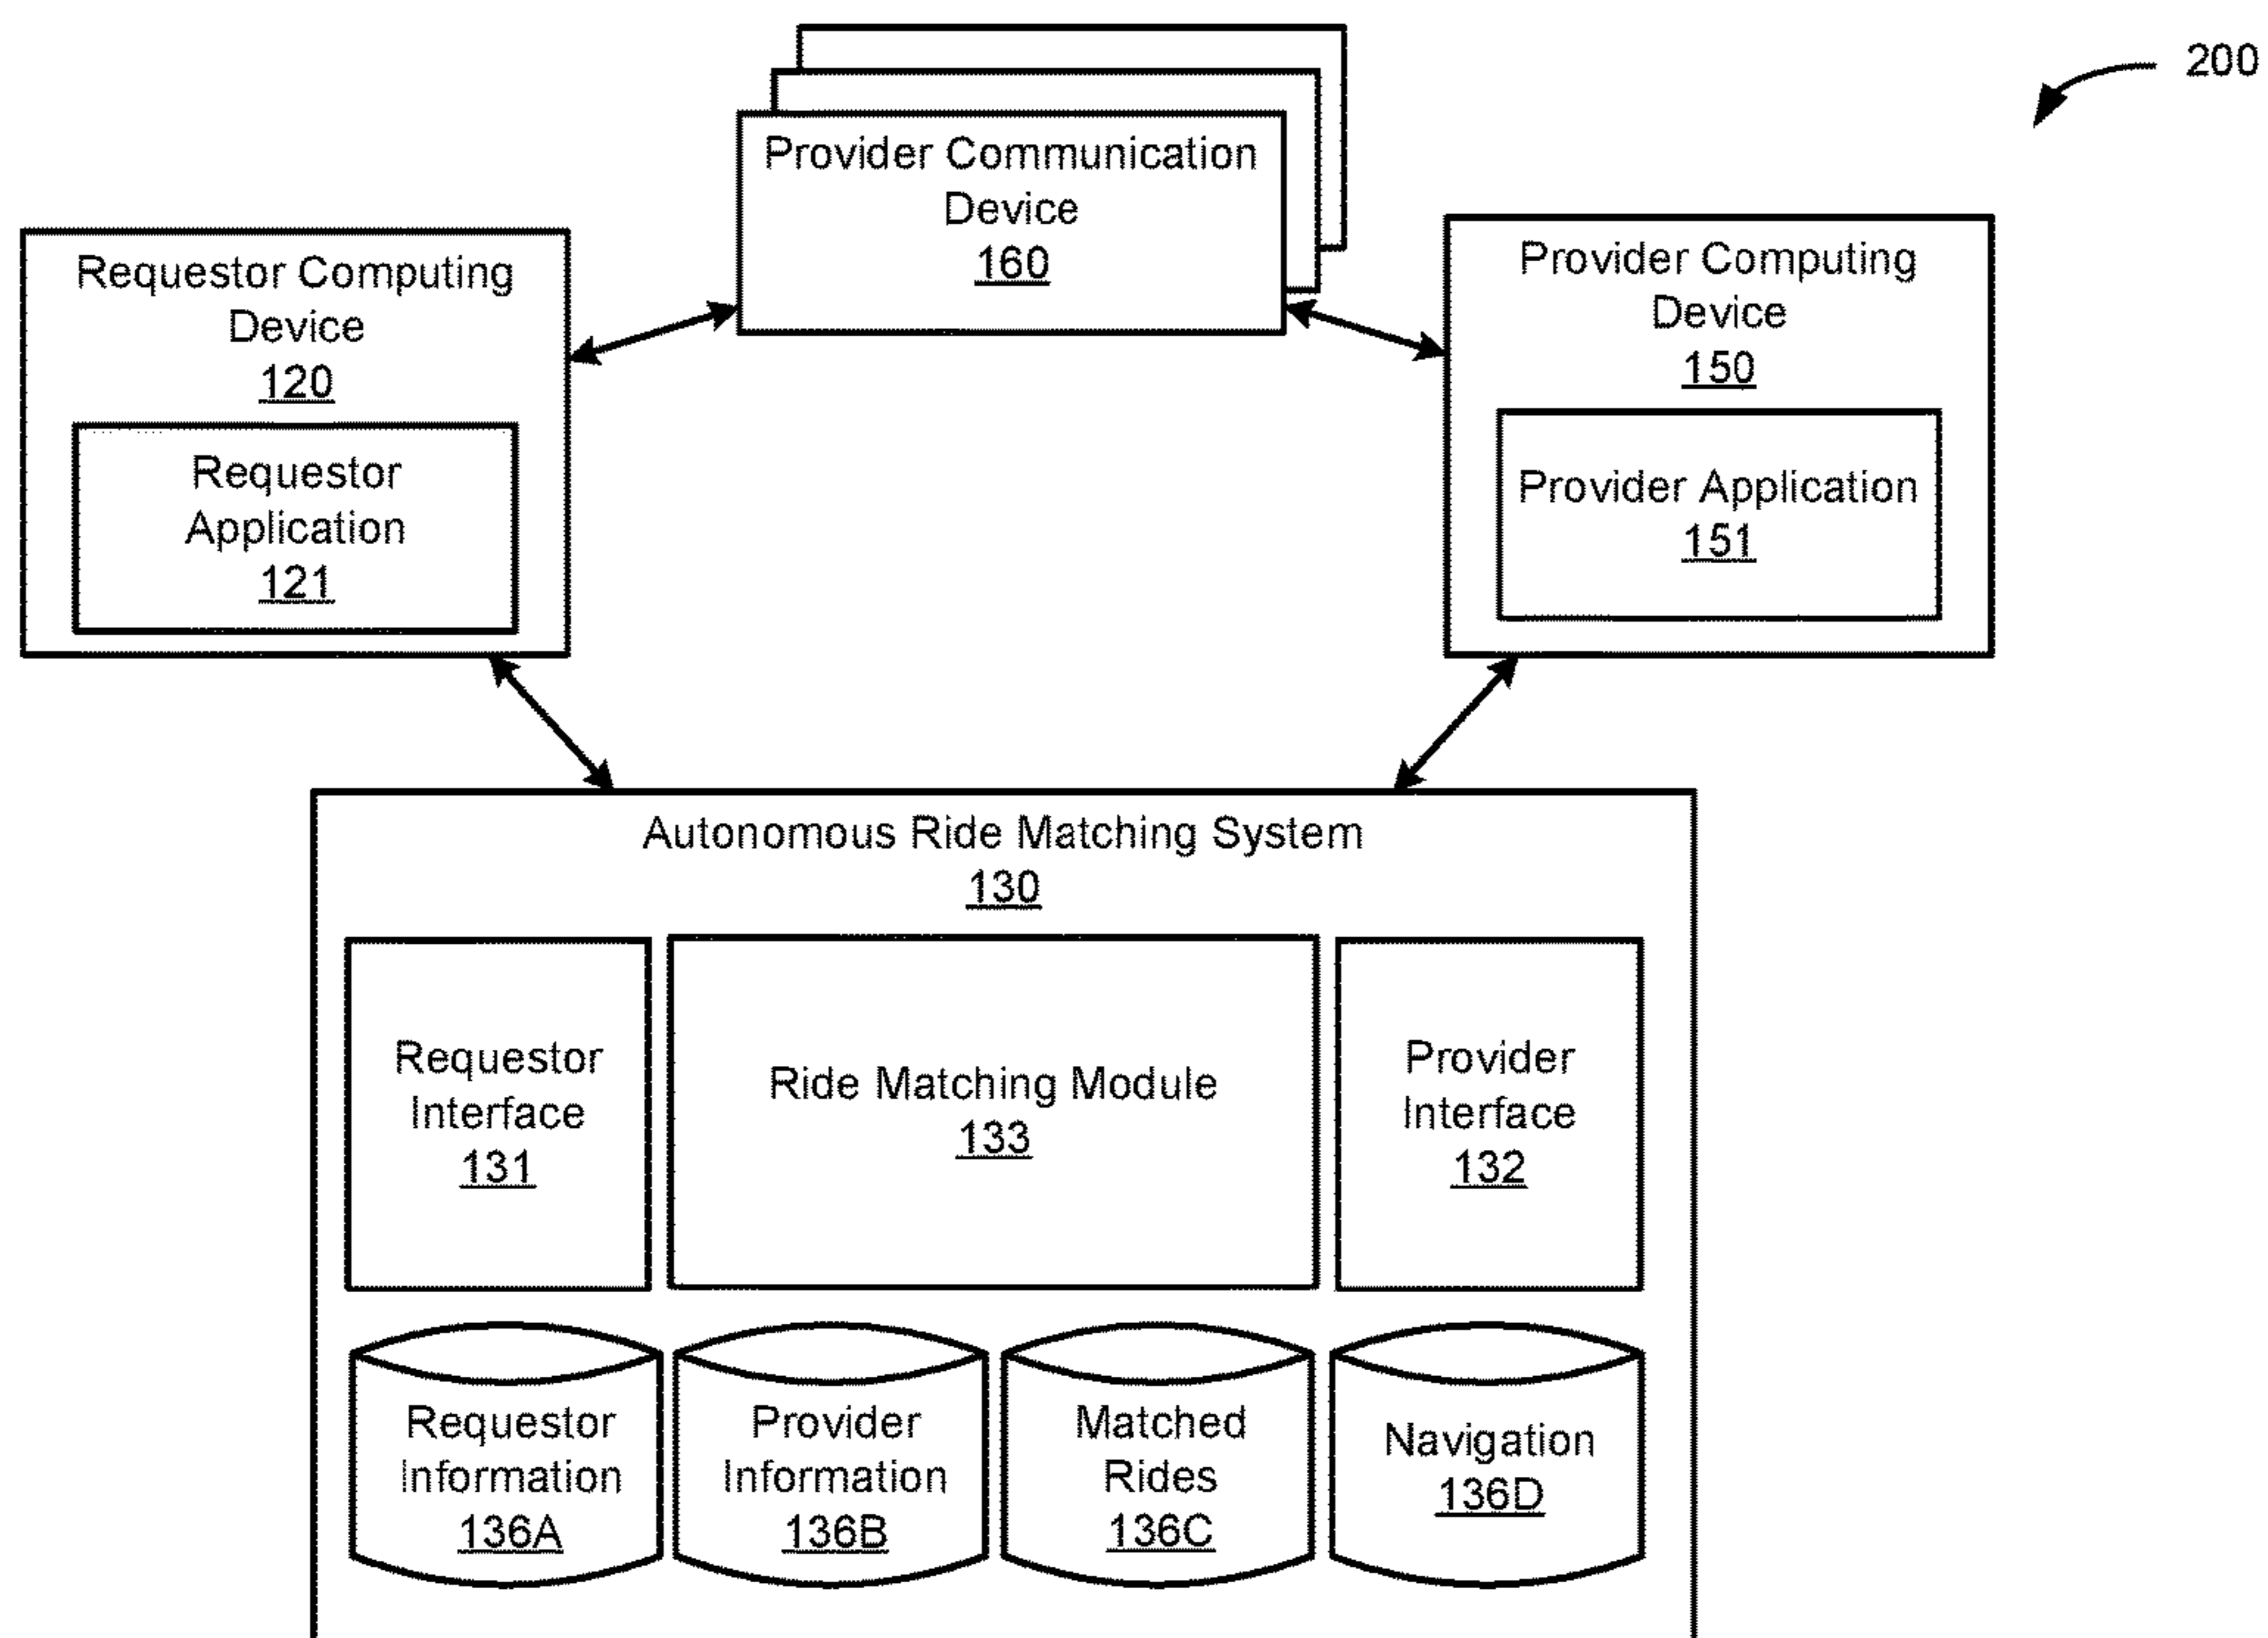 200
Provider Communication
Device
160
Requestor Computing
Device
120
Requestor
Application
121
Provider Computing
Device
150
Provider Application
151
Autonomous Ride Matching System
130
Requestor
Interface
131
Ride Matching Module
133
Provider
Interface
132
Requestor
Information
136A
Provider
Information
136B
Matched
Rides
136C
Navigation
136D